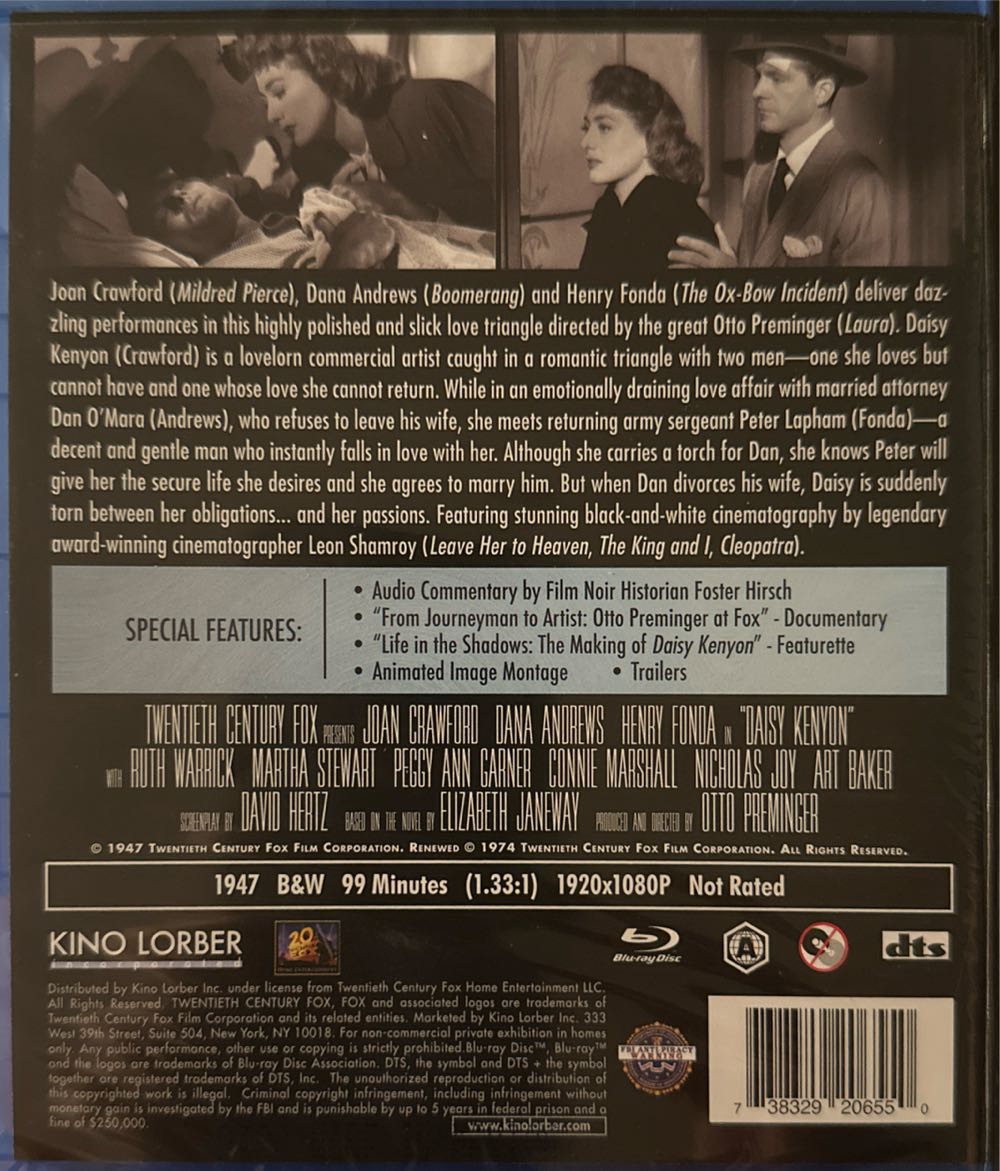 Joan Crawford (Mildred Pierce), Dana Andrews (Boomerang) and Henry Fonda (The Ox-Bow Incident) deliver daz-
zling performances in this highly polished and slick love triangle directed by the great Otto Preminger (Laura). Daisy
Kenyon (Crawford) is a lovelorn commercial artist caught in a romantic triangle with two men—one she loves but
cannot have and one whose love she cannot return. While in an emotionally draining love affair with married attorney
Dan O'Mara (Andrews), who refuses to leave his wife, she meets returning army sergeant Peter Lapham (Fonda)—a
decent and gentle man who instantly falls in love with her. Although she carries a torch for Dan, she knows Peter will
give her the secure life she desires and she agrees to marry him. But when Dan divorces his wife, Daisy is suddenly
torn between her obligations... and her passions. Featuring stunning black-and-white cinematography by legendary
award-winning cinematographer Leon Shamroy (Leave Her to Heaven, The King and I, Cleopatra).
SPECIAL FEATURES:
• Audio Commentary by Film Noir Historian Foster Hirsch
• "From Journeyman to Artist: Otto Preminger at Fox" - Documentary
• "Life in the Shadows: The Making of Daisy Kenyon" - Featurette
• Animated Image Montage • Trailers
TWENTIETH CENTURY FOX PRESENTS JOAN CRAWFORD DANA ANDREWS HENRY FONDA IN "DAISY KENYON"
WITH RUTH WARRICK MARTHA STEWART PEGGY ANN GARNER CONNIE MARSHALL NICHOLAS JOY ART BAKER
SCREENPLAY BY DAVID HERTZ BASED ON THE NOVEL BY ELIZABETH JANEWAY PRODUCED AND DIRECTED BY OTTO PREMINGER
© 1947 TWENTIETH CENTURY FOX FILM CORPORATION. RENEWED © 1974 TWENTIETH CENTURY FOX FILM CORPORATION. ALL RIGHTS RESERVED.
1947 B&W 99 Minutes (1.33:1) 1920x1080P Not Rated
KINO LORBER
incorporated
20
Blu-ray Disc
A
dts
Distributed by Kino Lorber Inc. under license from Twentieth Century Fox Home Entertainment LLC.
All Rights Reserved. TWENTIETH CENTURY FOX, FOX and associated logos are trademarks of
Twentieth Century Fox Film Corporation and its related entities. Marketed by Kino Lorber Inc. 333
West 39th Street, Suite 504, New York, NY 10018. For non-commercial private exhibition in homes
only. Any public performance, other use or copying is strictly prohibited.Blu-ray Disc™, Blu-ray™
and the logos are trademarks of Blu-ray Disc Association. DTS, the symbol and DTS + the symbol
together are registered trademarks of DTS, Inc. The unauthorized reproduction or distribution of
this copyrighted work is illegal. Criminal copyright infringement, including infringement without
monetary gain is investigated by the FBI and is punishable by up to 5 years in federal prison and a
fine of $250,000.
www.kinolorber.com
FBI ANTI-PIRACY
WARNING
7 38329 20655 0